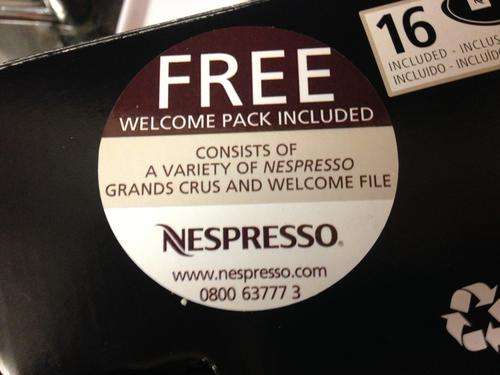 FREE
WELCOME PACK INCLUDED
CONSISTS OF
A VARIETY OF NESPRESSO
GRANDS CRUS AND WELCOME FILE
NESPRESSO®
www.nespresso.com
0800 63777 3
16
INCLUDED - INCLUS
INCLUIDO - INCLUÍD